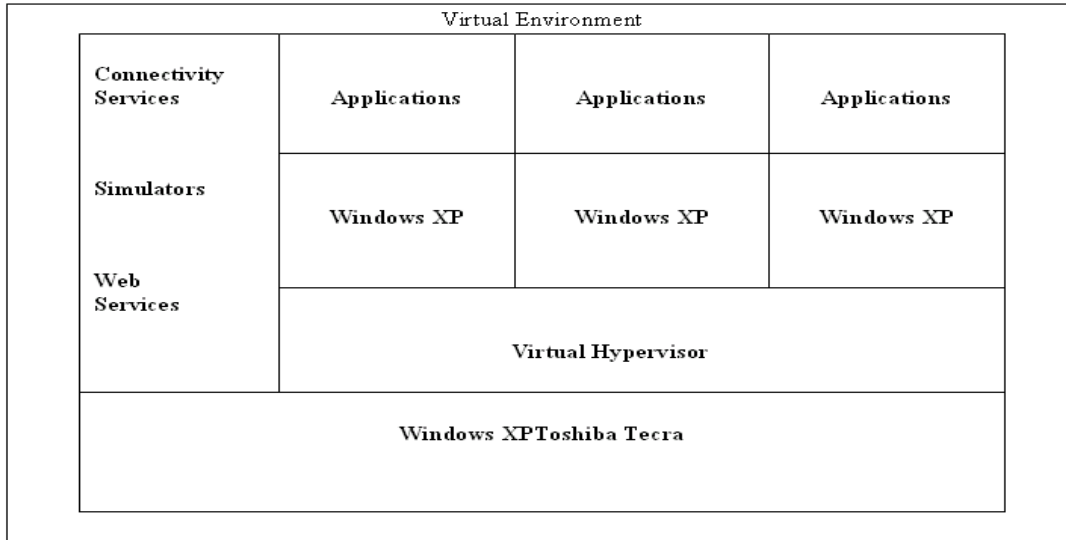 Virtual Environment
Connectivity
Services
Applications
Applications
Applications
Simulators
Windows XP
Windows XP
Windows XP
Web
Services
Virtual Hypervisor
Windows XPToshiba Tecra